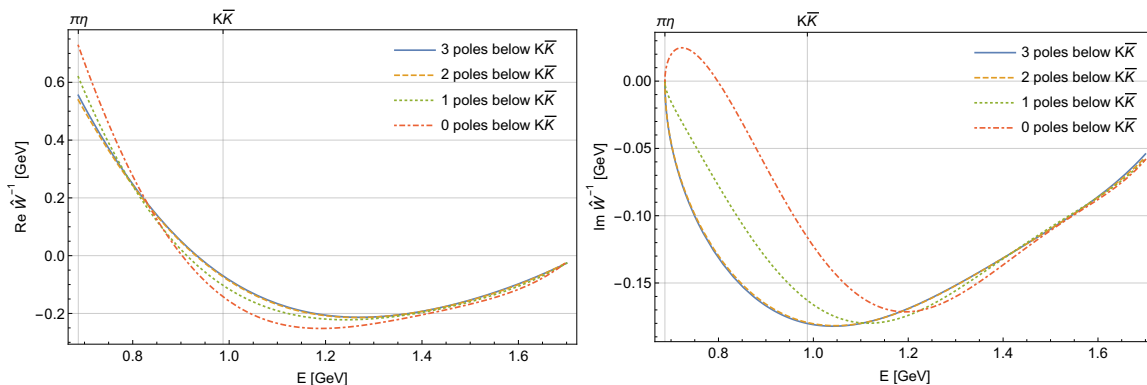 πη
KK̅
3 poles below KK̅
2 poles below KK̅
1 poles below KK̅
0 poles below KK̅
Re Ŵ⁻¹ [GeV]
0.6
0.4
0.2
0.0
-0.2
0.8
1.0
1.2
1.4
1.6
E [GeV]
πη
KK̅
3 poles below KK̅
2 poles below KK̅
1 poles below KK̅
0 poles below KK̅
Im Ŵ⁻¹ [GeV]
0.00
-0.05
-0.10
-0.15
0.8
1.0
1.2
1.4
1.6
E [GeV]